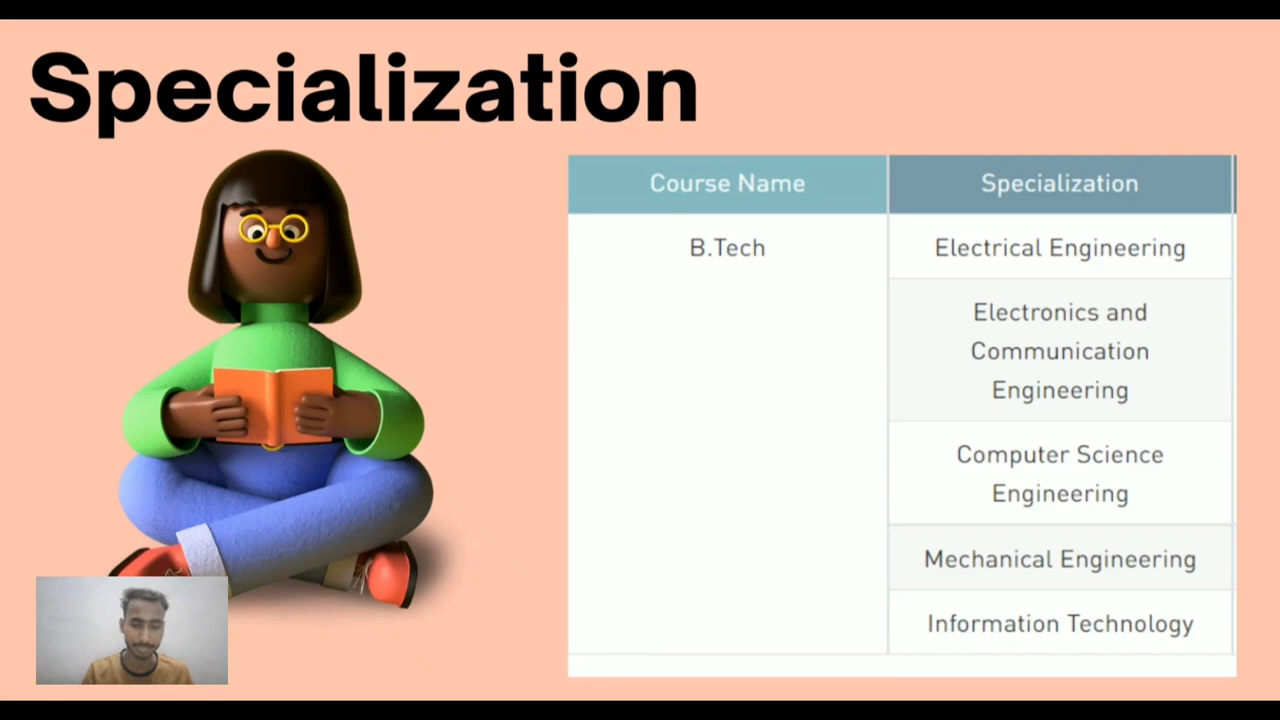 Specialization
Course Name
Specialization
B.Tech
Electrical Engineering
Electronics and
Communication
Engineering
Computer Science
Engineering
Mechanical Engineering
Information Technology